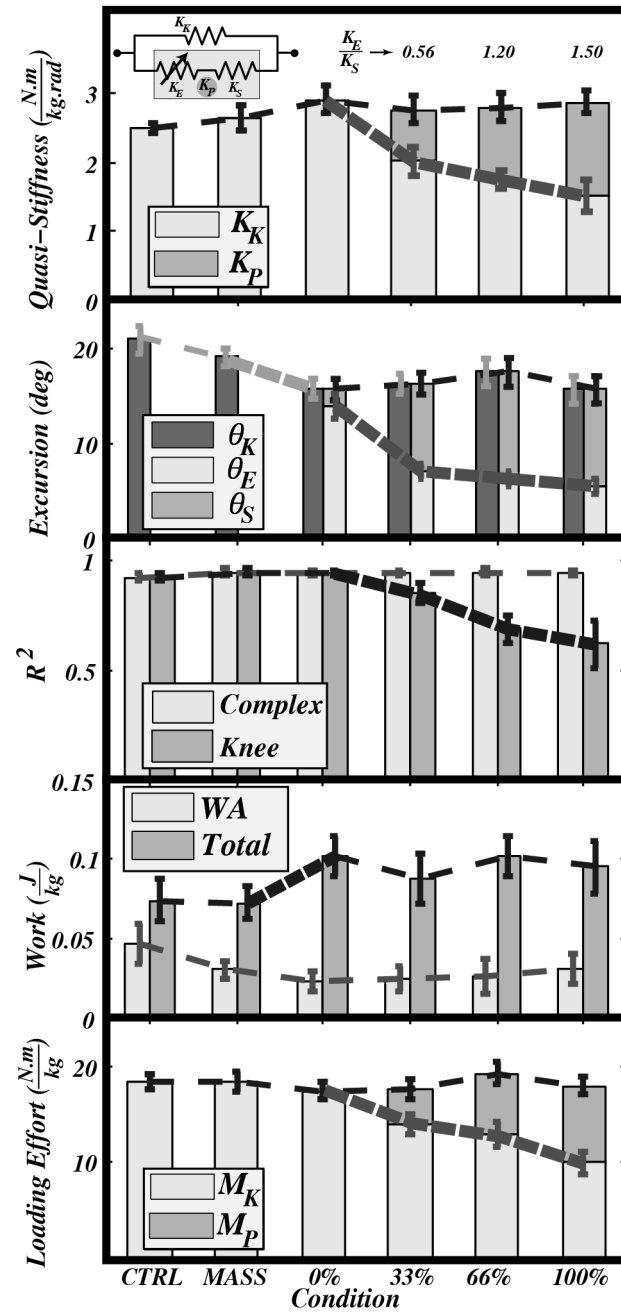 K_K
K_E
K_P
K_S
K_E/K_S → 0.56 1.20 1.50
Quasi-Stiffness (N.m/kg.rad)
3
2
1
0
K_K
K_P
Excursion (deg)
20
10
0
θ_K
θ_E
θ_S
R^2
1
0.5
Complex
Knee
Work (J/kg)
0.15
0.1
0.05
0
WA
Total
Loading Effort (N.m/kg)
20
10
M_K
M_P
CTRL MASS 0% 33% 66% 100%
Condition